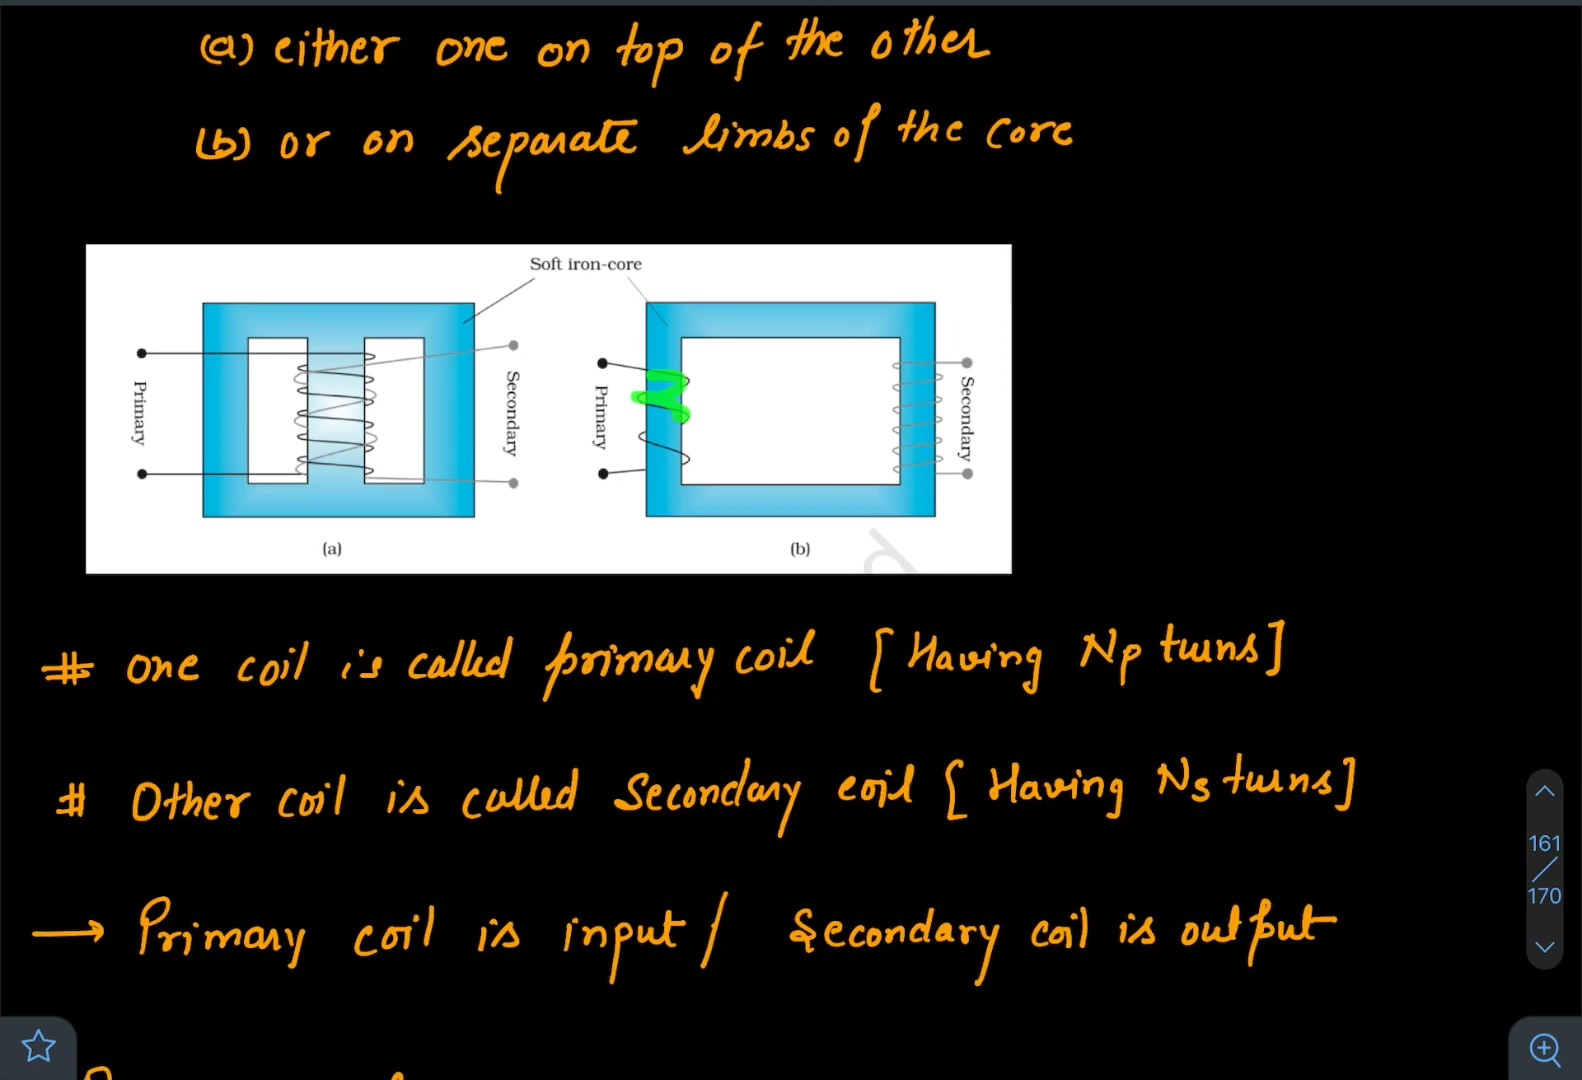 (a) either one on top of the other
(b) or on separate limbs of the core
Soft iron-core
Primary
Secondary
Primary
Secondary
(a)
(b)
# one coil is called primary coil [Having Np turns]
# Other coil is called Secondary coil [Having Ns turns]
→ Primary coil is input / Secondary coil is output
161
170